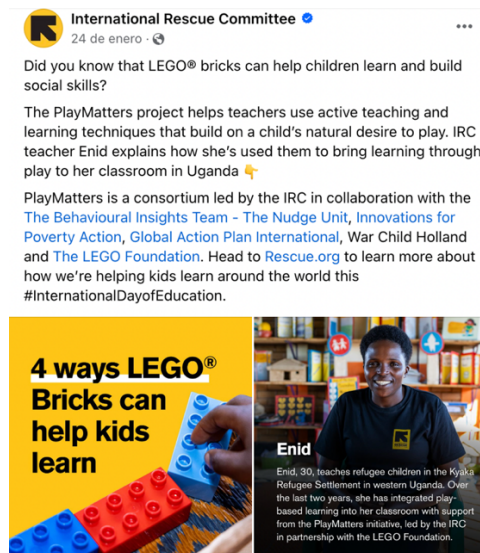 International Rescue Committee
24 de enero ·
Did you know that LEGO® bricks can help children learn and build
social skills?
The PlayMatters project helps teachers use active teaching and
learning techniques that build on a child's natural desire to play. IRC
teacher Enid explains how she's used them to bring learning through
play to her classroom in Uganda 👇
PlayMatters is a consortium led by the IRC in collaboration with the
The Behavioural Insights Team - The Nudge Unit, Innovations for
Poverty Action, Global Action Plan International, War Child Holland
and The LEGO Foundation. Head to Rescue.org to learn more about
how we're helping kids learn around the world this
#InternationalDayofEducation.
4 ways LEGO®
Bricks can
help kids
learn
Enid
Enid, 30, teaches refugee children in the Kyaka
Refugee Settlement in western Uganda. Over
the last two years, she has integrated play-
based learning into her classroom with support
from the PlayMatters initiative, led by the IRC
in partnership with the LEGO Foundation.